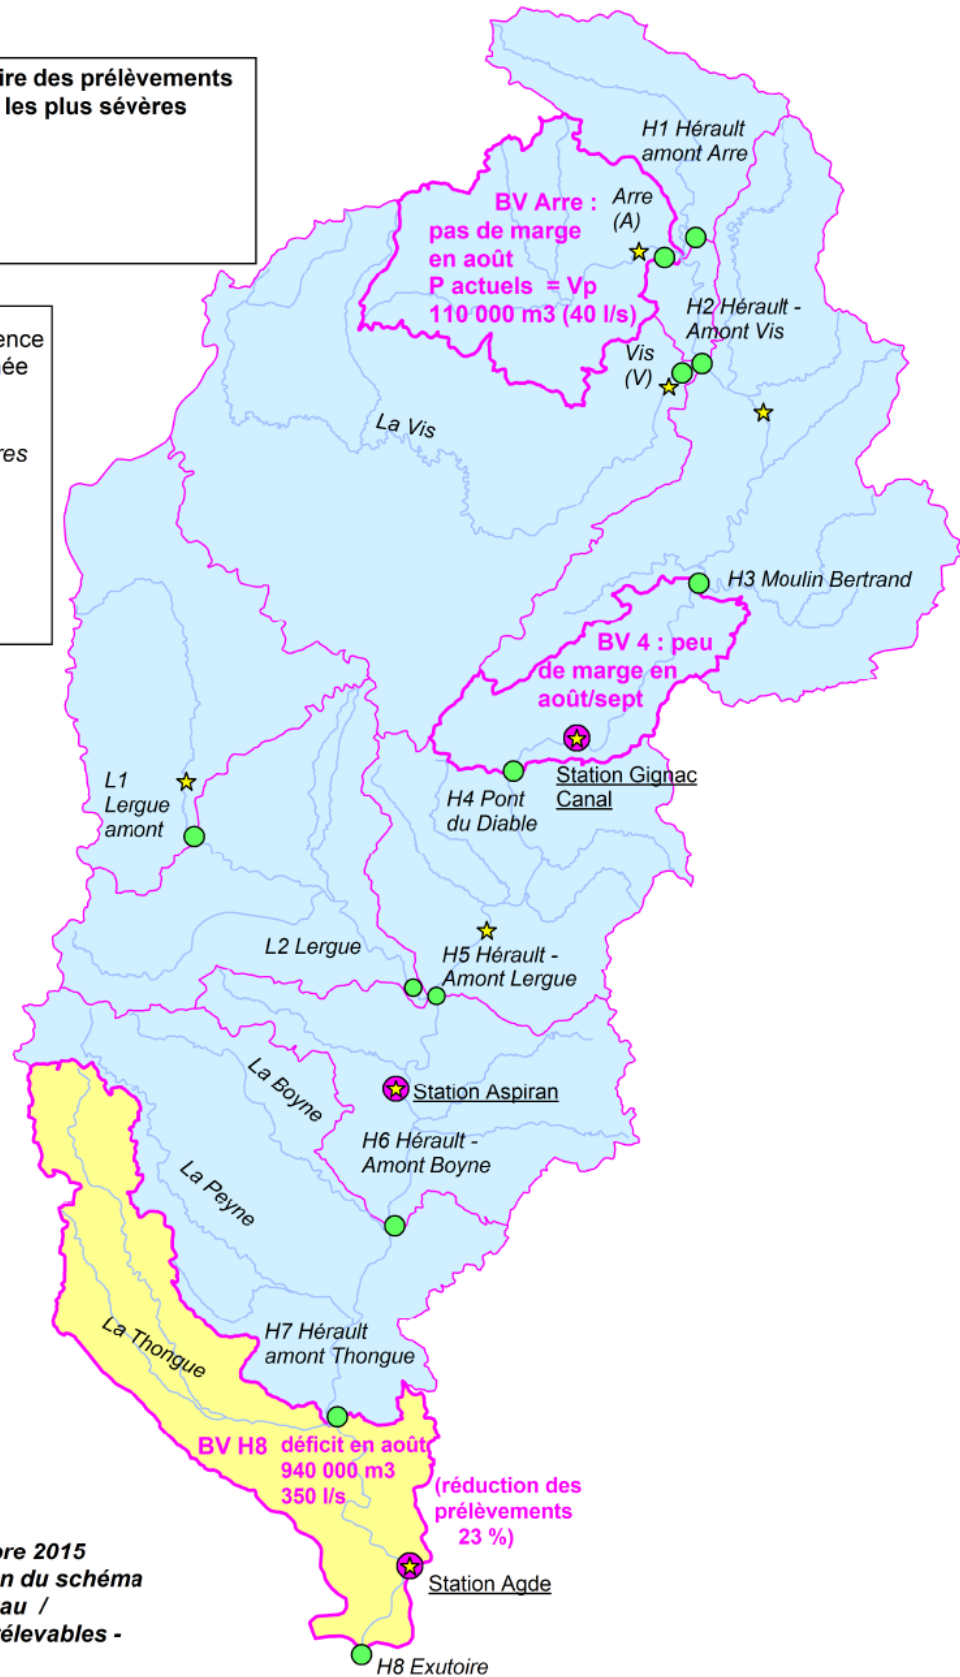 ire des prélèvements
les plus sévères
H1 Hérault
amont Arre
BV Arre :
pas de marge
en août
P actuels = Vp
110 000 m3 (40 l/s)
Arre
(A)
ence
née
res
H2 Hérault -
Amont Vis
Vis
(V)
La Vis
H3 Moulin Bertrand
BV 4 : peu
de marge en
août/sept
Station Gignac
Canal
H4 Pont
du Diable
L1
Lergue
amont
L2 Lergue
H5 Hérault -
Amont Lergue
La Boyne
Station Aspiran
H6 Hérault -
Amont Boyne
La Peyne
La Thongue
H7 Hérault
amont Thongue
BV H8 déficit en août
940 000 m3
350 l/s
(réduction des
prélèvements
23 %)
Station Agde
bre 2015
n du schéma
au /
rélevables -
H8 Exutoire